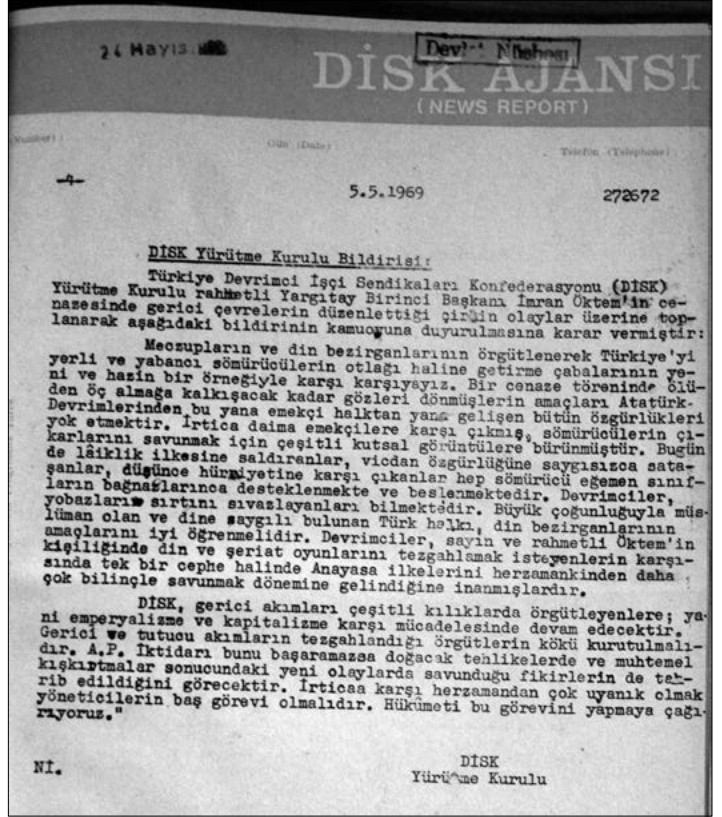 24 Mayıs
Devlet Nüshası
DİSK AJANSI
(NEWS REPORT)
Gün (Date)
Telefon (Telephone)
-4-
5.5.1969
272672
DİSK Yürütme Kurulu Bildirisi:
Türkiye Devrimci İşçi Sendikaları Konfederasyonu (DİSK)
Yürütme Kurulu rahmetli Yargıtay Birinci Başkanı İmran Öktem'in ce-
nazesinde gerici çevrelerin düzenlettiği çirkin olaylar üzerine top-
lanarak aşağıdaki bildirinin kamuoyuna duyurulmasına karar vermiştir:
Meczupların ve din bezirganlarının örgütlenerek Türkiye'yi
yerli ve yabancı sömürücülerin otlağı haline getirme çabalarının ye-
ni ve hazin bir örneğiyle karşı karşıyayız. Bir cenaze töreninde ölü-
den öç almağa kalkışacak kadar gözleri dönmüşlerin amaçları Atatürk-
Devrimlerinden bu yana emekçi halktan yana gelişen bütün özgürlükleri
yok etmektir. İrtica daima emekçilere karşı çıkmış, sömürücülerin çı-
karlarını savunmak için çeşitli kutsal görüntülere bürünmüştür. Bugün
de lâiklik ilkesine saldıranlar, vicdan özgürlüğüne saygısızca sata-
şanlar, düşünce hürriyetine karşı çıkanlar hep sömürücü eğemen sınıf-
ların bağnazlarınca desteklenmekte ve beslenmektedir. Devrimciler,
yobazların sırtını sıvazlayanları bilmektedir. Büyük çoğunluğuyla müs-
lüman olan ve dine saygılı bulunan Türk halkı, din bezirganlarının
amaçlarını iyi öğrenmelidir. Devrimciler, sayın ve rahmetli Öktem'in
kişiliğinde din ve şeriat oyunlarını tezgahlamak isteyenlerin karşı-
sında tek bir cephe halinde Anayasa ilkelerini herzamankinden daha
çok bilinçle savunmak dönemine gelindiğine inanmışlardır.
DİSK, gerici akımları çeşitli kılıklarda örgütleyenlere; ya-
ni emperyalizme ve kapitalizme karşı mücadelesinde devam edecektir.
Gerici ve tutucu akımların tezgahlandığı örgütlerin kökü kurutulmalı-
dır. A.P. İktidarı bunu başaramazsa doğacak tehlikelerde ve muhtemel
kışkırtmalar sonucundaki yeni olaylarda savunduğu fikirlerin de tah-
rib edildiğini görecektir. İrticaa karşı herzamandan çok uyanık olmak
yöneticilerin baş görevi olmalıdır. Hükûmeti bu görevini yapmaya çağı-
rıyoruz."
DİSK
Nİ.
Yürütme Kurulu